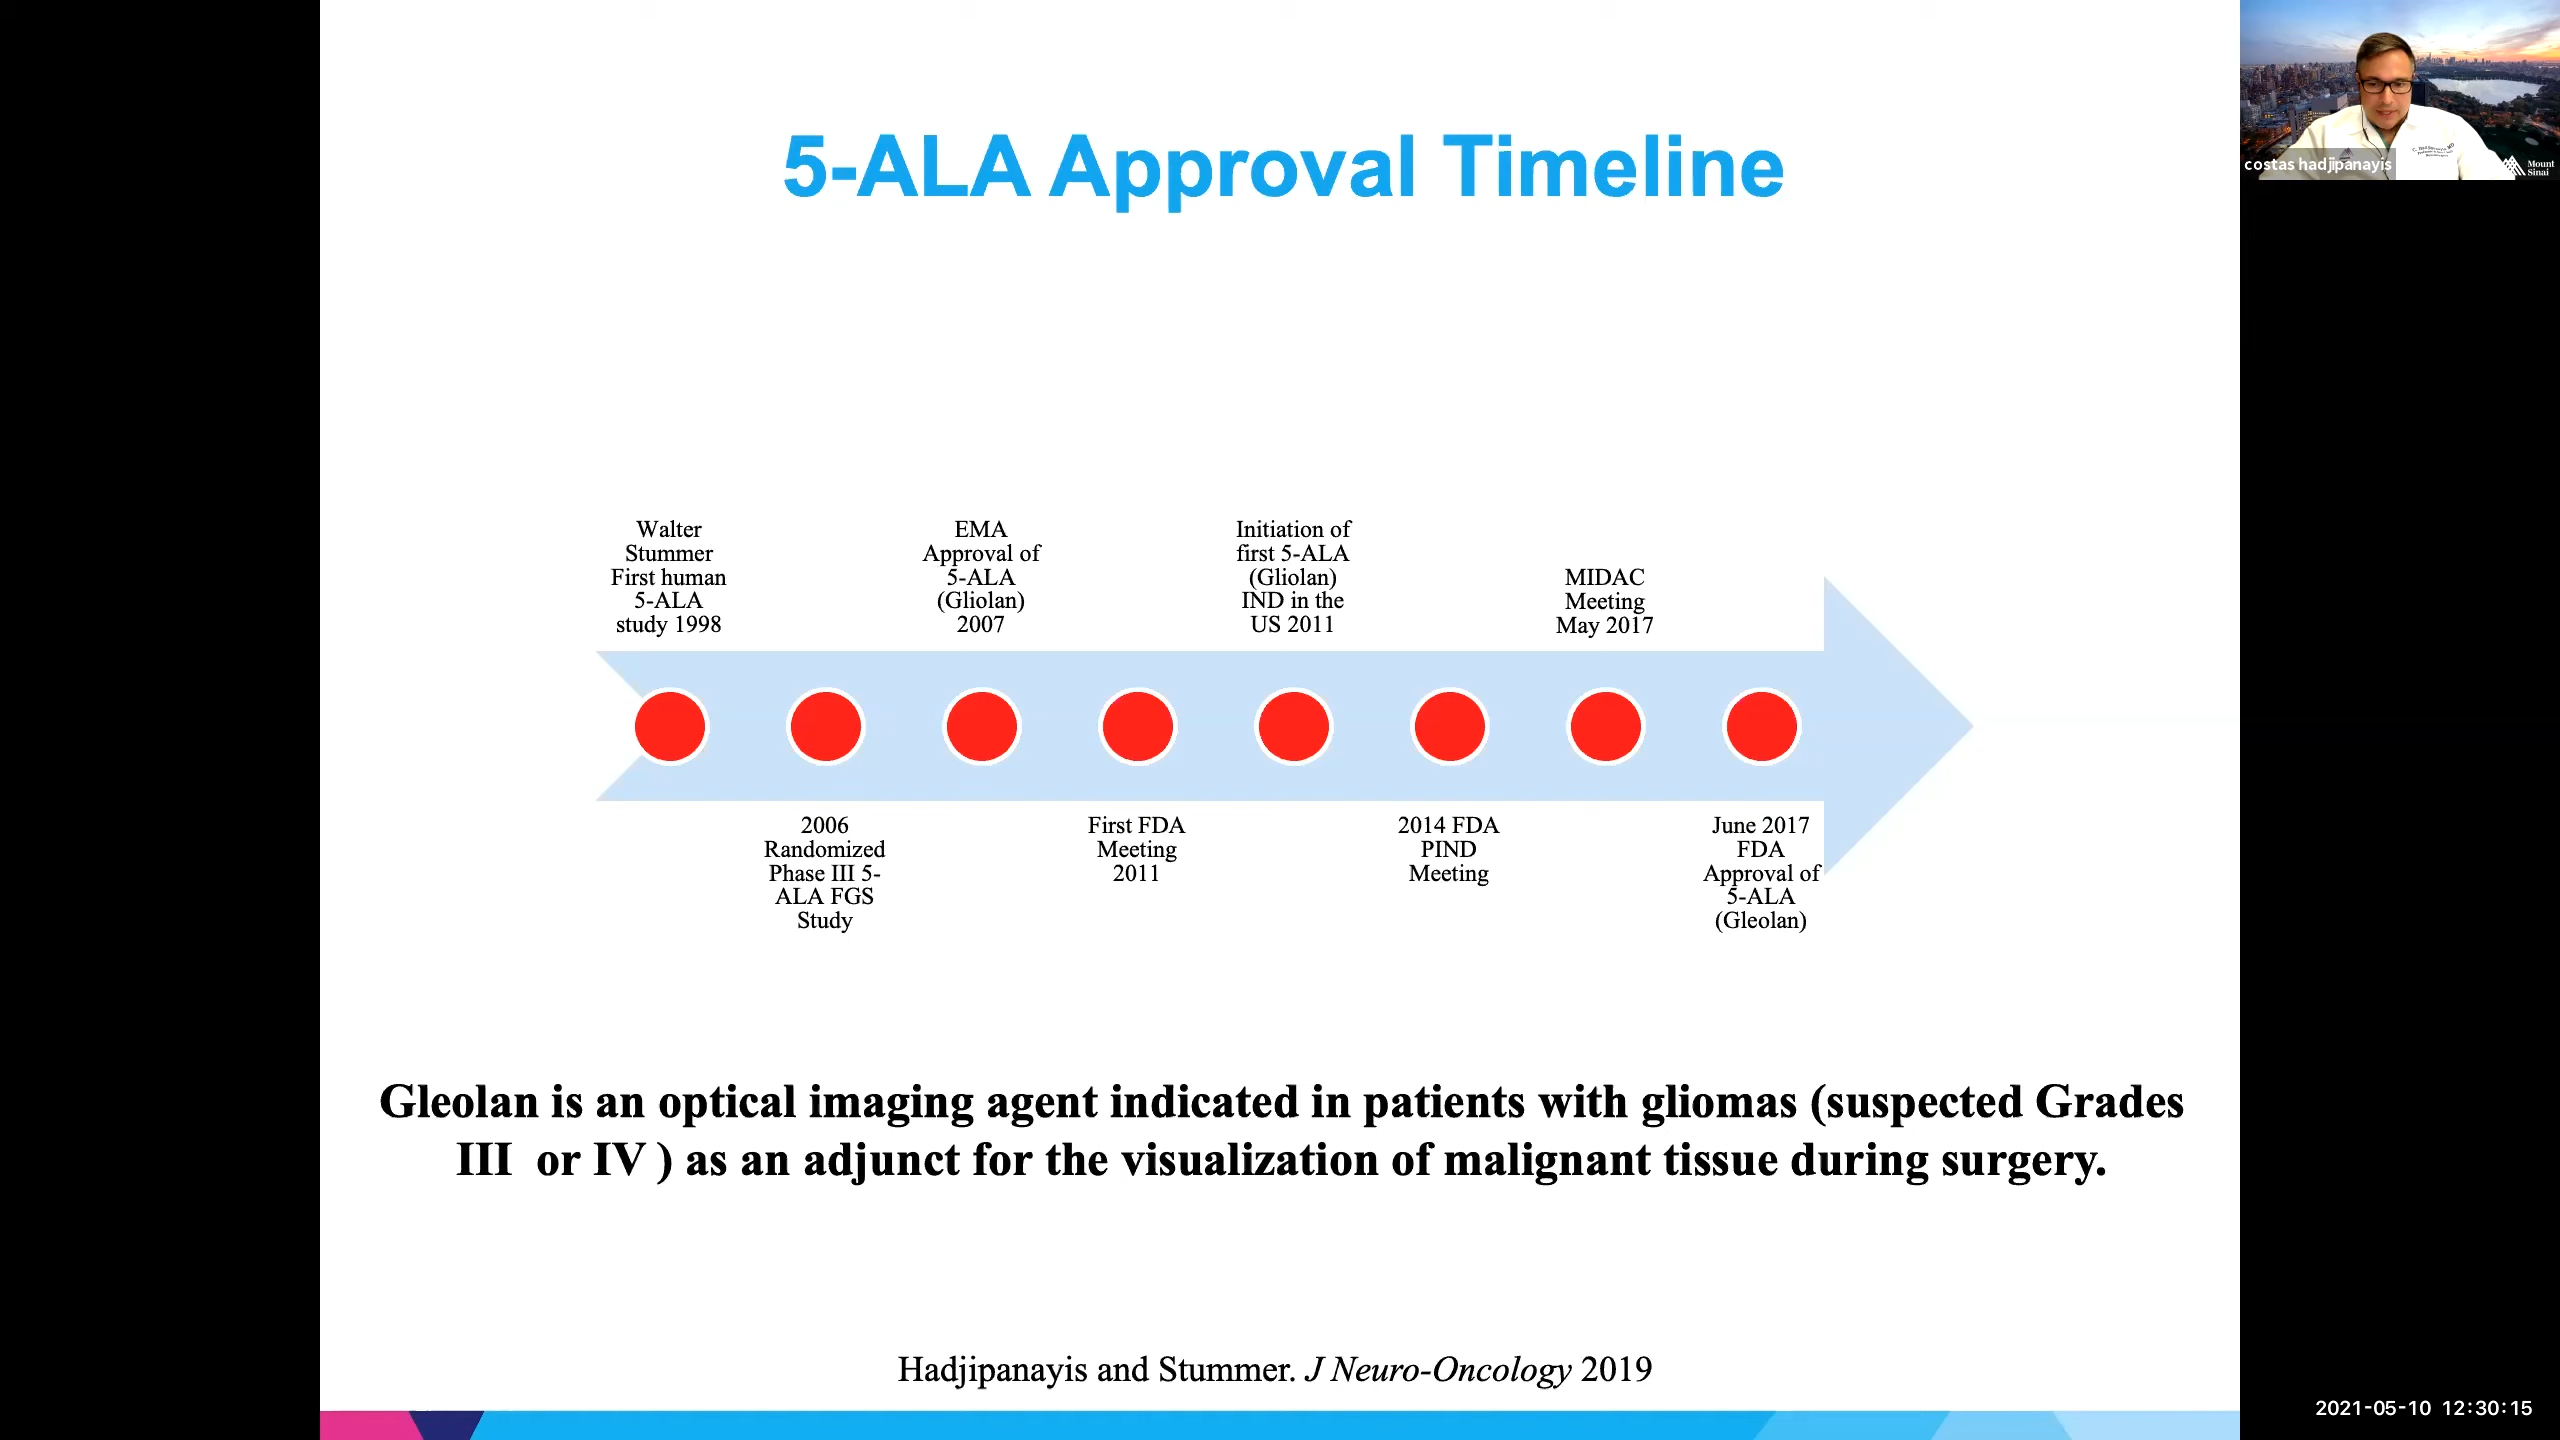 5-ALA Approval Timeline
costas hadjipanayis
Mount
Sinai
Walter
Stummer
First human
5-ALA
study 1998
2006
Randomized
Phase III 5-
ALA FGS
Study
EMA
Approval of
5-ALA
(Gliolan)
2007
First FDA
Meeting
2011
Initiation of
first 5-ALA
(Gliolan)
IND in the
US 2011
2014 FDA
PIND
Meeting
MIDAC
Meeting
May 2017
June 2017
FDA
Approval of
5-ALA
(Gleolan)
Gleolan is an optical imaging agent indicated in patients with gliomas (suspected Grades
III or IV ) as an adjunct for the visualization of malignant tissue during surgery.
Hadjipanayis and Stummer. J Neuro-Oncology 2019
2021-05-10 12:30:15